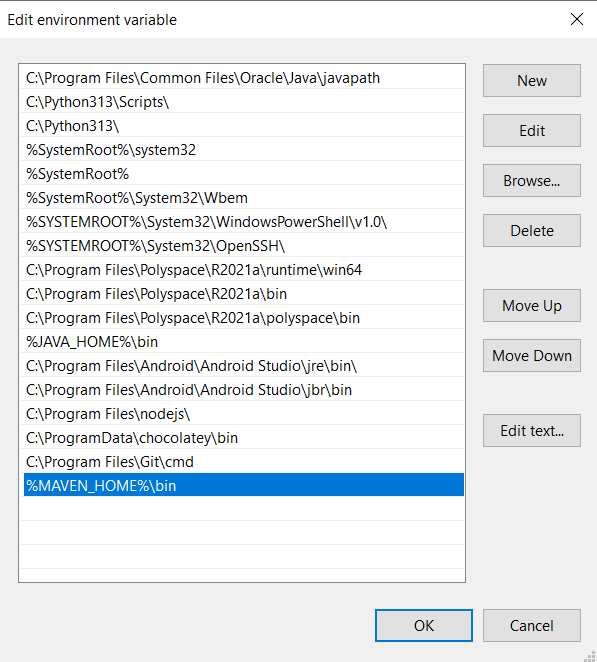 Edit environment variable
C:\Program Files\Common Files\Oracle\Java\javapath
C:\Python313\Scripts\
C:\Python313\
%SystemRoot%\system32
%SystemRoot%
%SystemRoot%\System32\Wbem
%SYSTEMROOT%\System32\WindowsPowerShell\v1.0\
%SYSTEMROOT%\System32\OpenSSH\
C:\Program Files\Polyspace\R2021a\runtime\win64
C:\Program Files\Polyspace\R2021a\bin
C:\Program Files\Polyspace\R2021a\polyspace\bin
%JAVA_HOME%\bin
C:\Program Files\Android\Android Studio\jre\bin\
C:\Program Files\Android\Android Studio\jbr\bin
C:\Program Files\nodejs\
C:\ProgramData\chocolatey\bin
C:\Program Files\Git\cmd
%MAVEN_HOME%\bin
New
Edit
Browse...
Delete
Move Up
Move Down
Edit text...
OK
Cancel